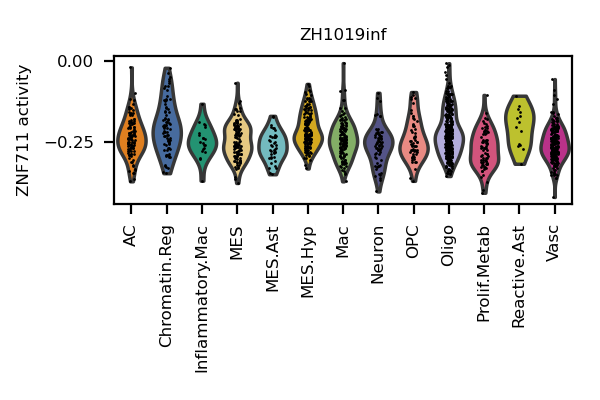 ZH1019inf
ZNF711 activity
0.00
−0.25
AC
Chromatin.Reg
Inflammatory.Mac
MES
MES.Ast
MES.Hyp
Mac
Neuron
OPC
Oligo
Prolif.Metab
Reactive.Ast
Vasc